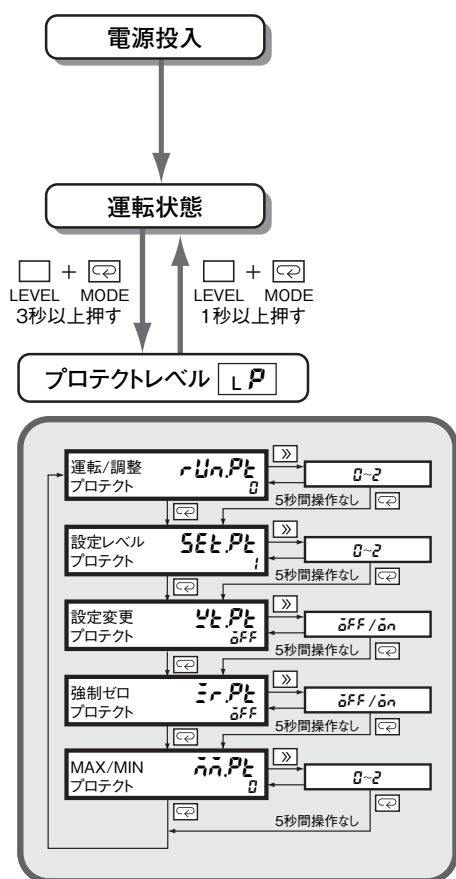 電源投入
運転状態
+
LEVEL MODE
3秒以上押す
+
LEVEL MODE
1秒以上押す
プロテクトレベル L P
運転/調整
プロテクト
rUn.Pt
0
»
0~2
5秒間操作なし
設定レベル
プロテクト
SEt.Pt
1
»
0~2
5秒間操作なし
設定変更
プロテクト
Yt.Pt
oFF
»
oFF/on
5秒間操作なし
強制ゼロ
プロテクト
Zr.Pt
oFF
»
oFF/on
5秒間操作なし
MAX/MIN
プロテクト
mm.Pt
0
»
0~2
5秒間操作なし